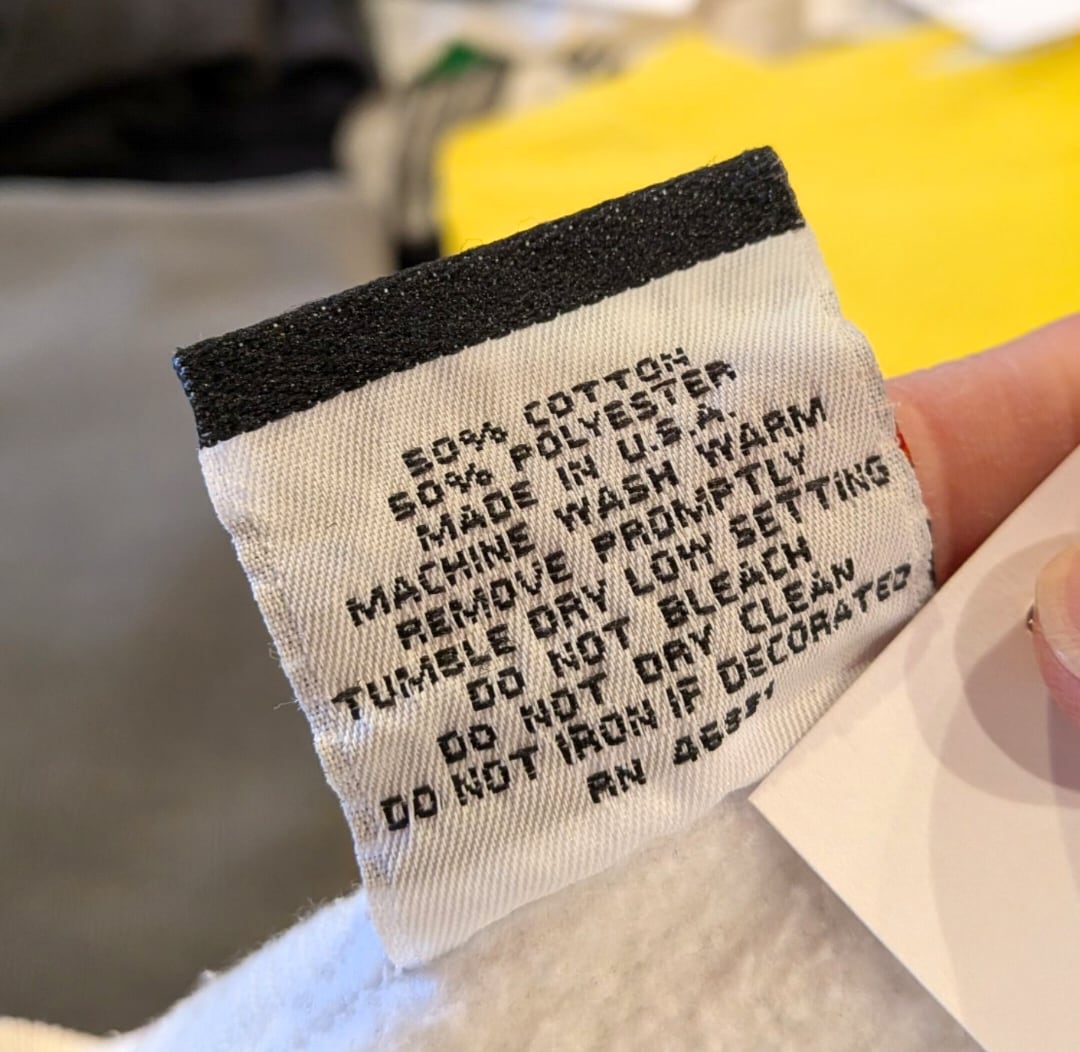 50% COTTON
50% POLYESTER
MADE IN U.S.A.
MACHINE WASH WARM
REMOVE PROMPTLY
TUMBLE DRY LOW SETTING
DO NOT BLEACH
DO NOT DRY CLEAN
DO NOT IRON IF DECORATED
RN